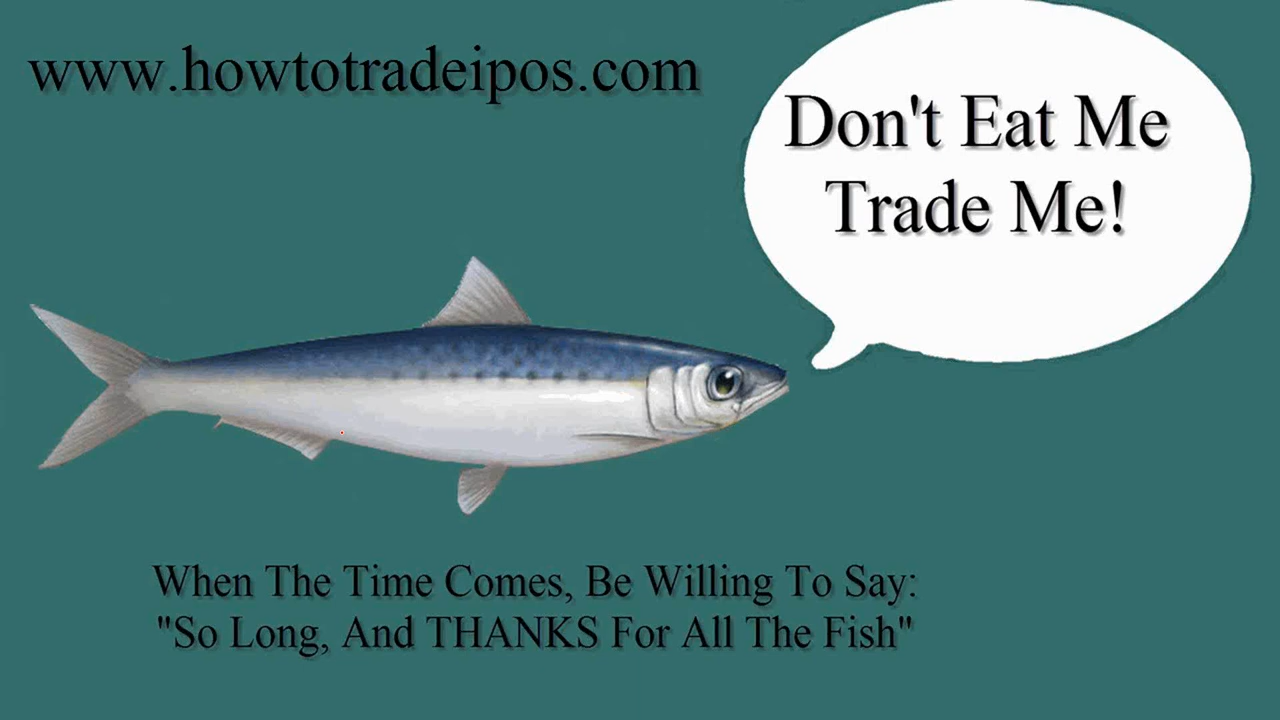 www.howtotradeipos.com
Don't Eat Me
Trade Me!
When The Time Comes, Be Willing To Say:
"So Long, And THANKS For All The Fish"